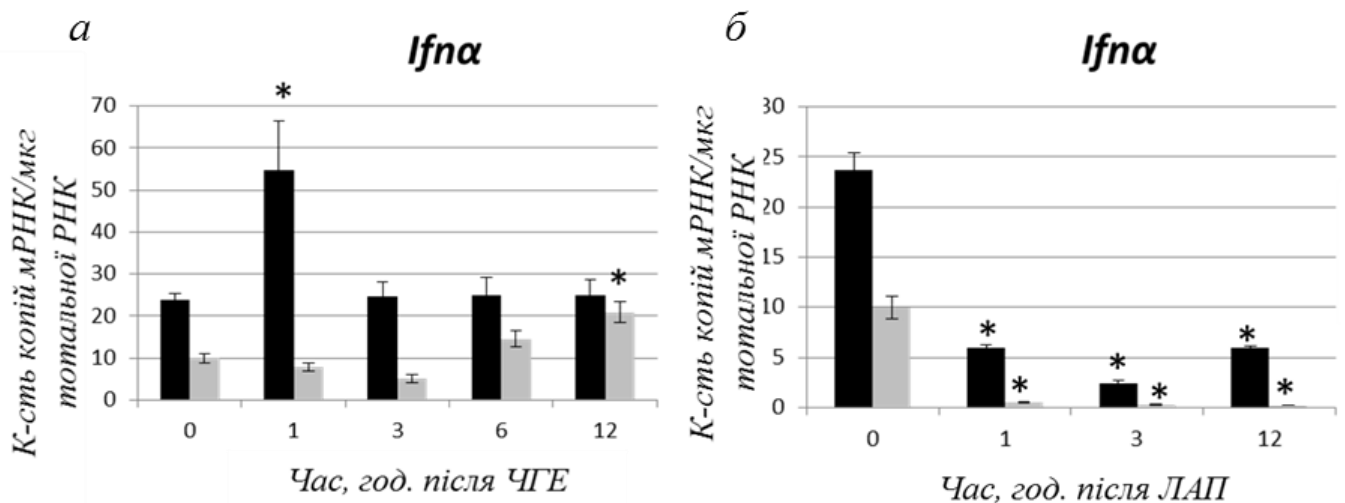 а
Ifnα
К-сть копій мРНК/мкг
тотальної РНК
70
60
50
40
30
20
10
0
*
*
0 1 3 6 12
Час, год. після ЧГЕ
б
Ifnα
К-сть копій мРНК/мкг
тотальної РНК
30
25
20
15
10
5
0
*
*
*
*
*
*
0 1 3 12
Час, год. після ЛАП